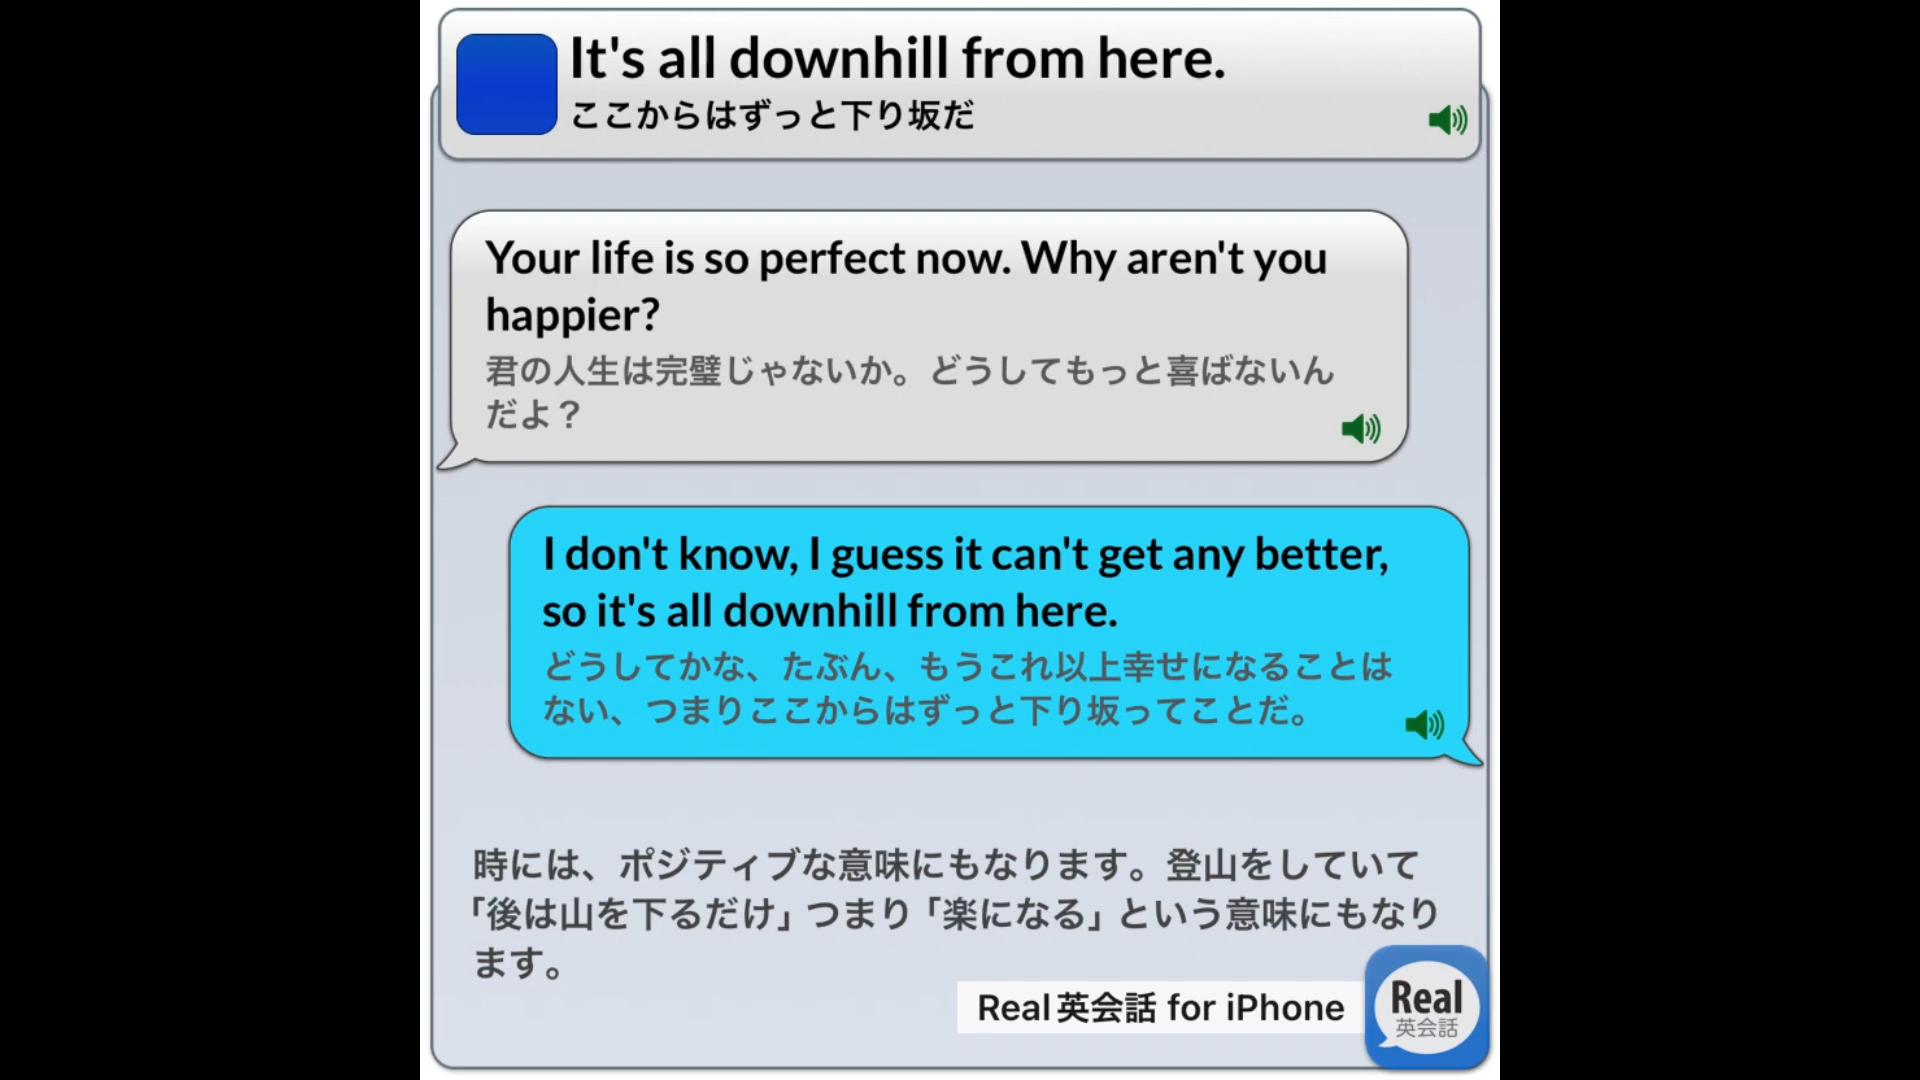 It's all downhill from here.
ここからはずっと下り坂だ
Your life is so perfect now. Why aren't you
happier?
君の人生は完璧じゃないか。どうしてもっと喜ばないん
だよ？
I don't know, I guess it can't get any better,
so it's all downhill from here.
どうしてかな、たぶん、もうこれ以上幸せになることは
ない、つまりここからはずっと下り坂ってことだ。
時には、ポジティブな意味にもなります。登山をしていて
「後は山を下るだけ」つまり「楽になる」という意味にもなり
ます。
Real英会話 for iPhone
Real
英会話